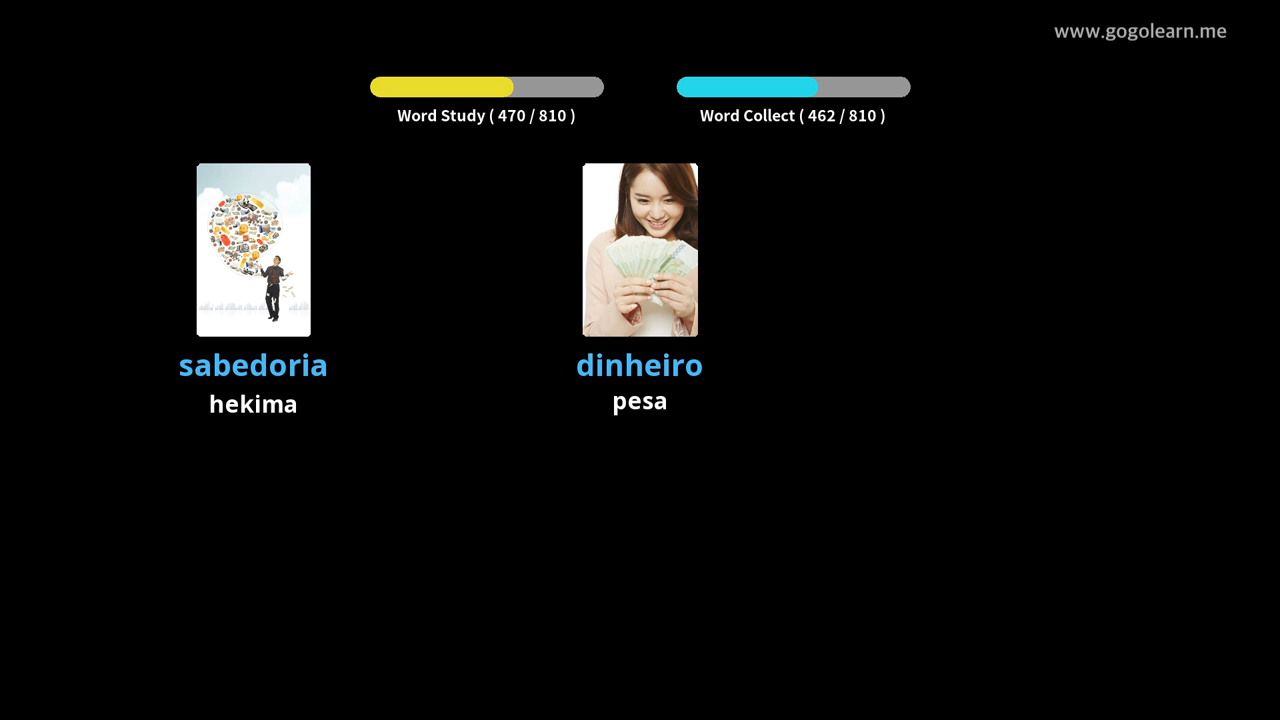 www.gogolearn.me
Word Study ( 470 / 810 )
Word Collect ( 462 / 810 )
sabedoria
hekima
dinheiro
pesa